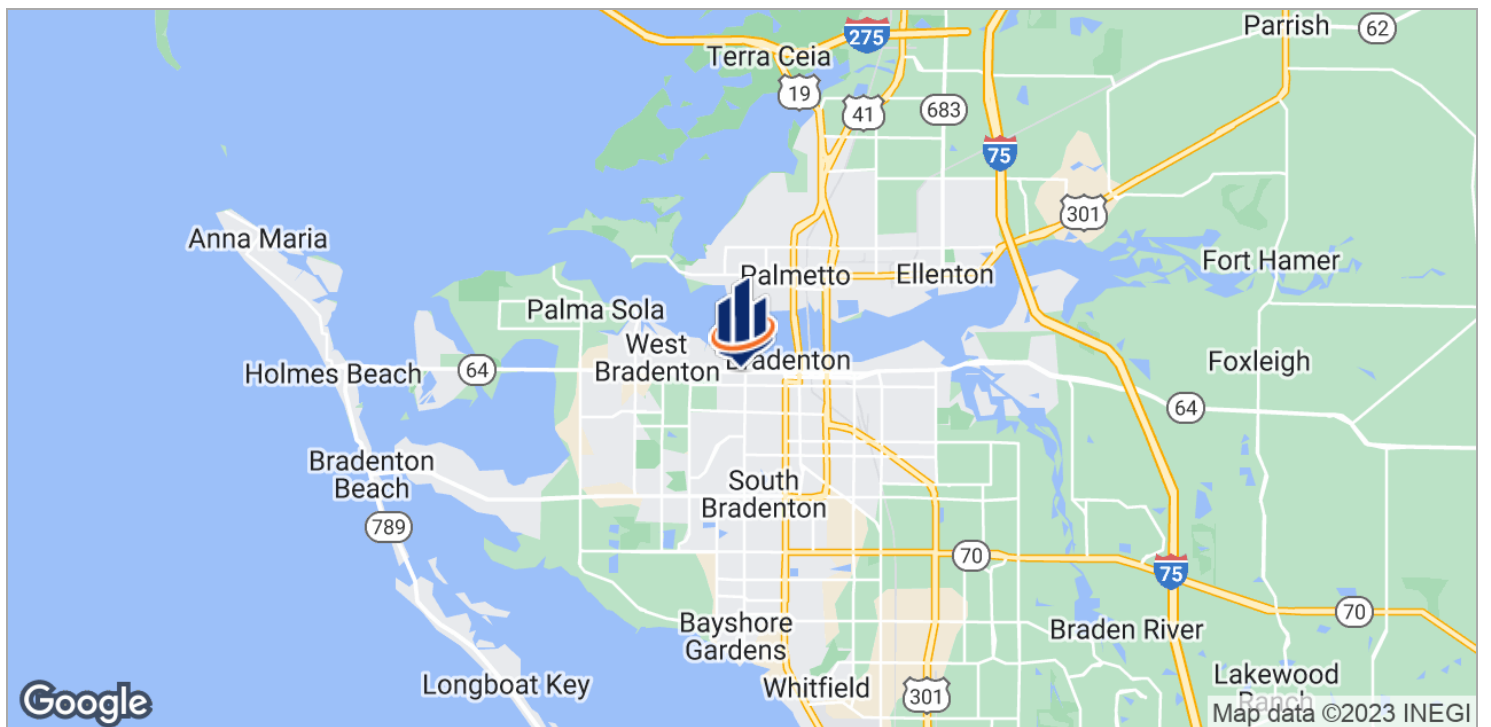 Parrish
62
275
Terra Ceia
19
41
683
75
301
Anna Maria
Fort Hamer
Palmetto
Ellenton
Palma Sola
West
Bradenton
Bradenton
Foxleigh
Holmes Beach
64
64
Bradenton
Beach
South
Bradenton
789
70
75
70
Bayshore
Gardens
Braden River
Longboat Key
Whitfield
301
Lakewood
Ranch
Google
Map data ©2023 INEGI